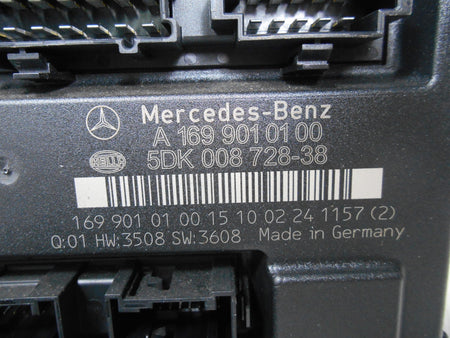 Mercedes-Benz
A 169 901 01 00
HELLA
5DK 008 728-38
169 901 01 00 15 10 02 24 1157 (2)
Q:01 HW:3508 SW:3608 Made in Germany.